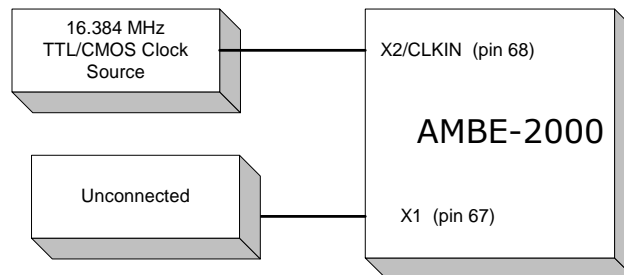 16.384 MHz
TTL/CMOS Clock
Source
X2/CLKIN (pin 68)
AMBE-2000
Unconnected
X1 (pin 67)